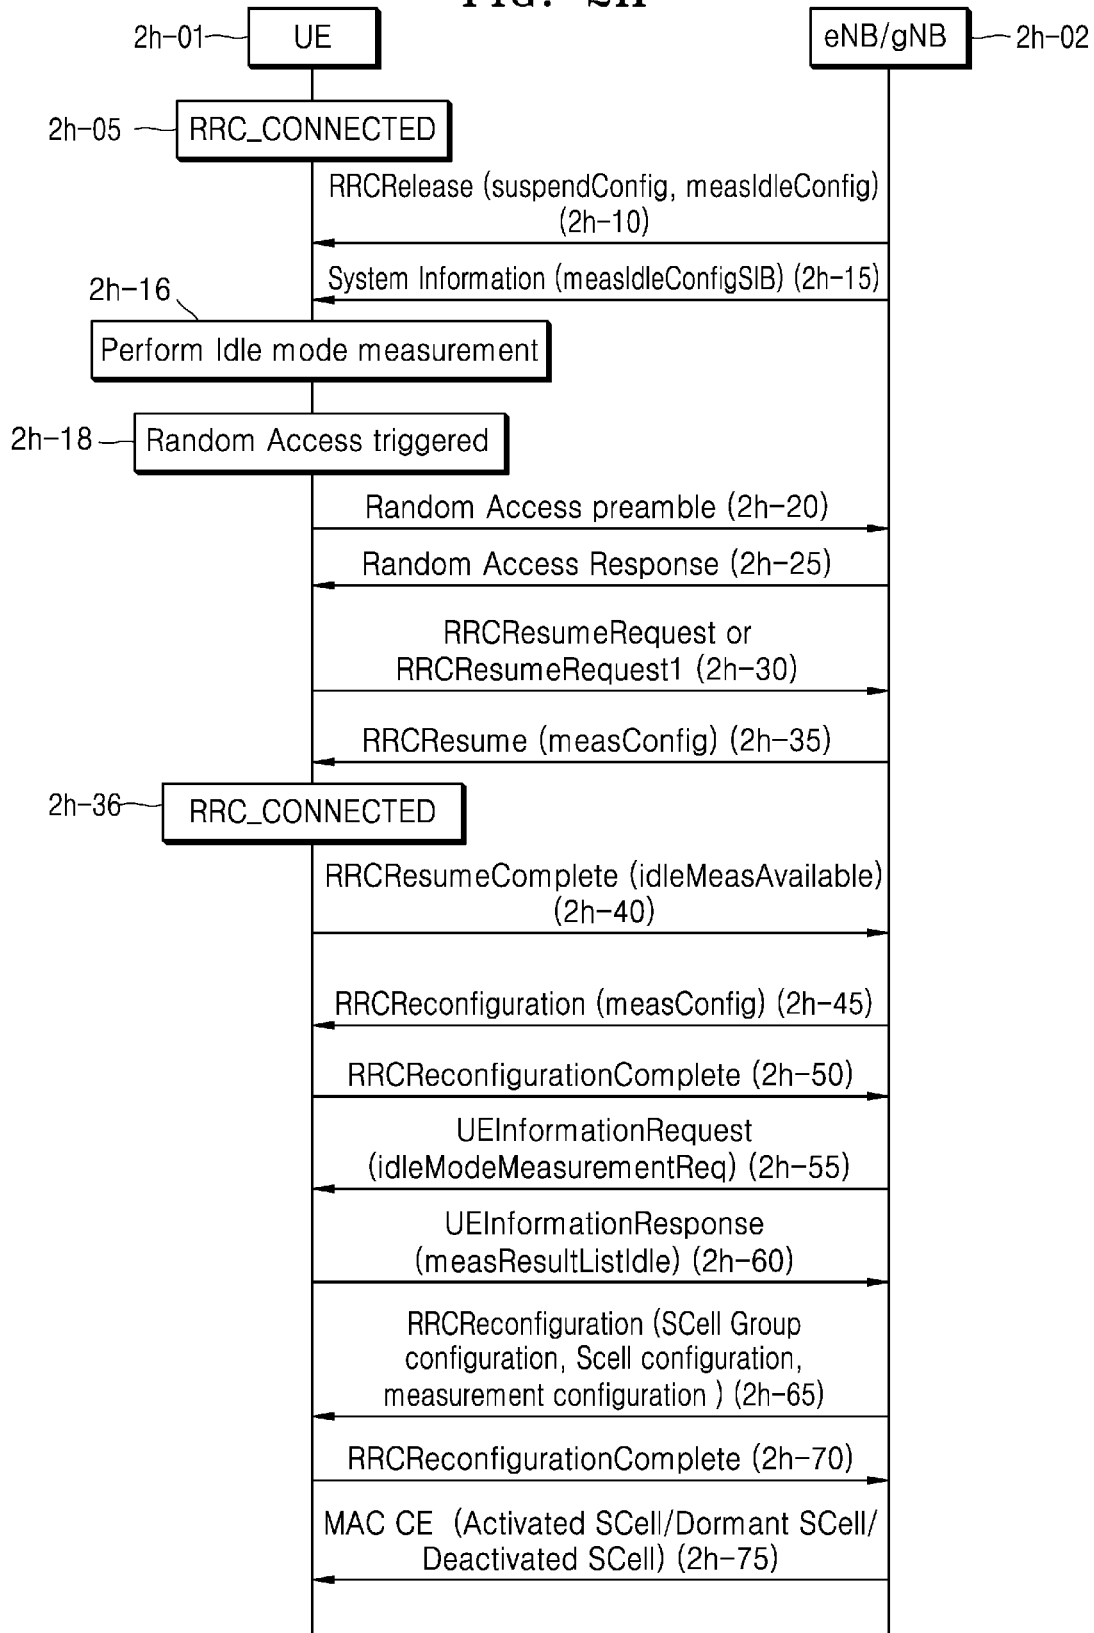 FIG. 2H
2h-01
UE
eNB/gNB
2h-02
2h-05
RRC_CONNECTED
RRCRelease (suspendConfig, measIdleConfig)
(2h-10)
System Information (measIdleConfigSIB) (2h-15)
2h-16
Perform Idle mode measurement
2h-18
Random Access triggered
Random Access preamble (2h-20)
Random Access Response (2h-25)
RRCResumeRequest or
RRCResumeRequest1 (2h-30)
RRCResume (measConfig) (2h-35)
2h-36
RRC_CONNECTED
RRCResumeComplete (idleMeasAvailable)
(2h-40)
RRCReconfiguration (measConfig) (2h-45)
RRCReconfigurationComplete (2h-50)
UEInformationRequest
(idleModeMeasurementReq) (2h-55)
UEInformationResponse
(measResultListIdle) (2h-60)
RRCReconfiguration (SCell Group
configuration, Scell configuration,
measurement configuration ) (2h-65)
RRCReconfigurationComplete (2h-70)
MAC CE (Activated SCell/Dormant SCell/
Deactivated SCell) (2h-75)